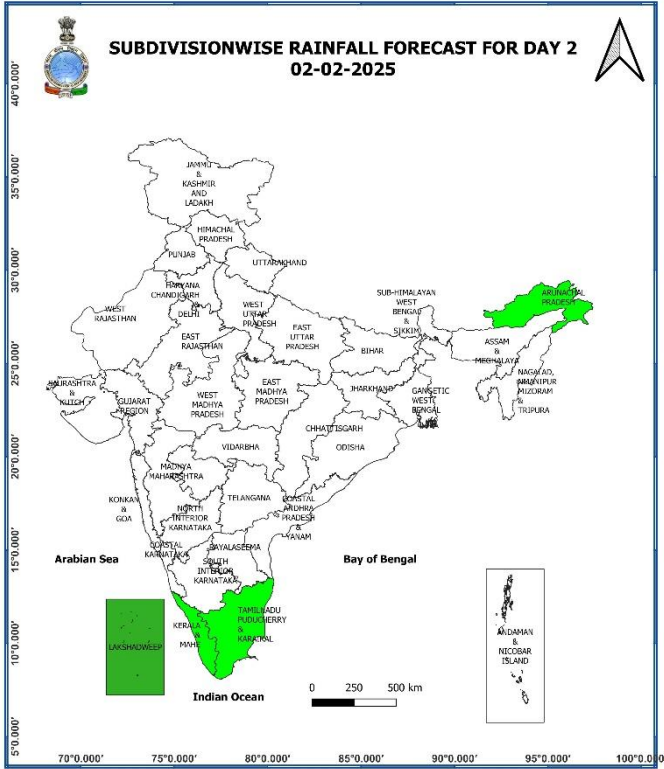 SUBDIVISIONWISE RAINFALL FORECAST FOR DAY 2
02-02-2025
40°0.000'
35°0.000'
30°0.000'
25°0.000'
20°0.000'
15°0.000'
10°0.000'
5°0.000'
JAMMU
&
KASHMIR
AND
LADAKH
HIMACHAL
PRADESH
PUNJAB
UTTARAKHAND
HARYANA
CHANDIGARH
DELHI
WEST
RAJASTHAN
EAST
RAJASTHAN
WEST
UTTAR
PRADESH
EAST
UTTAR
PRADESH
SUB-HIMALAYAN
WEST
BENGAL
&
SIKKIM
ARUNACHAL
PRADESH
ASSAM
&
MEGHALAYA
MANIPUR
MIZORAM
&
TRIPURA
BIHAR
JHARKHAND
GANGETIC
WEST
BENGAL
SAURASHTRA
&
KUTCH
GUJARAT
REGION
WEST
MADHYA
PRADESH
EAST
MADHYA
PRADESH
CHHATTISGARH
ODISHA
VIDARBHA
MADHYA
MAHARASHTRA
KONKAN
&
GOA
TELANGANA
NORTH
INTERIOR
KARNATAKA
COASTAL
ANDHRA
PRADESH
&
YANAM
COASTAL
KARNATAKA
RAYALASEEMA
SOUTH
INTERIOR
KARNATAKA
Arabian Sea
Bay of Bengal
LAKSHADWEEP
KERALA
&
MAHE
PUDUCHERRY
&
KARAIKAL
ANDAMAN
&
NICOBAR
ISLAND
Indian Ocean
0 250 500 km
70°0.000' 75°0.000' 80°0.000' 85°0.000' 90°0.000' 95°0.000' 100°0.000'